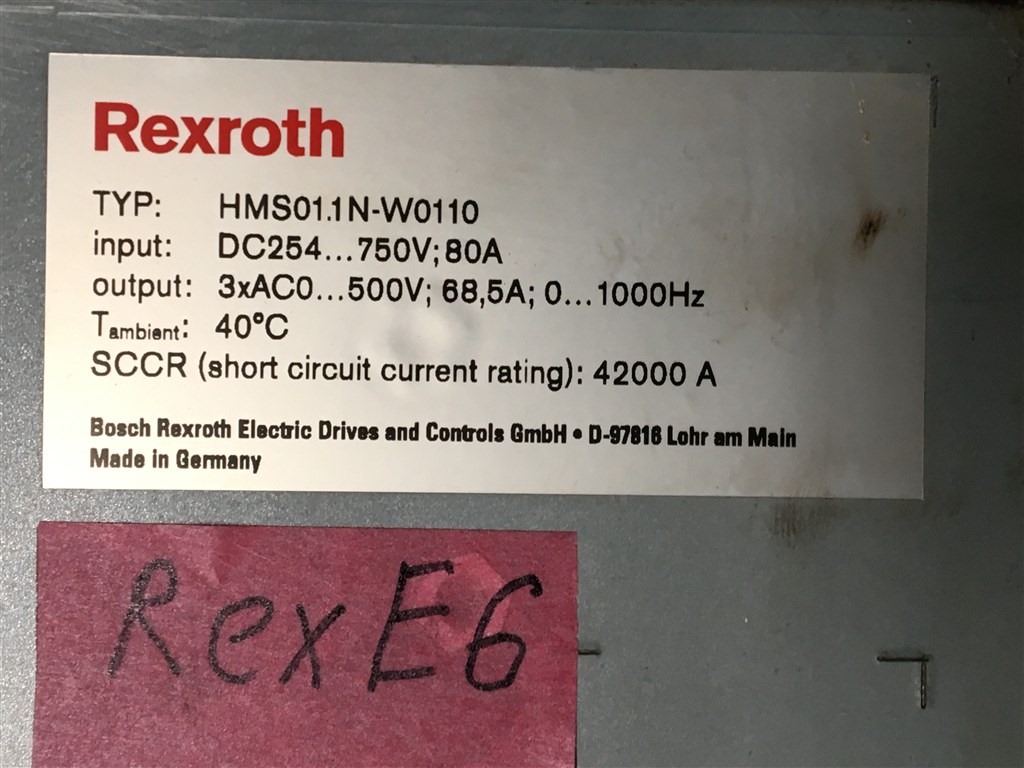 Rexroth
TYP: HMS01.1N-W0110
input: DC254...750V; 80A
output: 3xAC0...500V; 68,5A; 0...1000Hz
Tambient: 40°C
SCCR (short circuit current rating): 42000 A
Bosch Rexroth Electric Drives and Controls GmbH • D-97816 Lohr am Main
Made in Germany
Rex E6